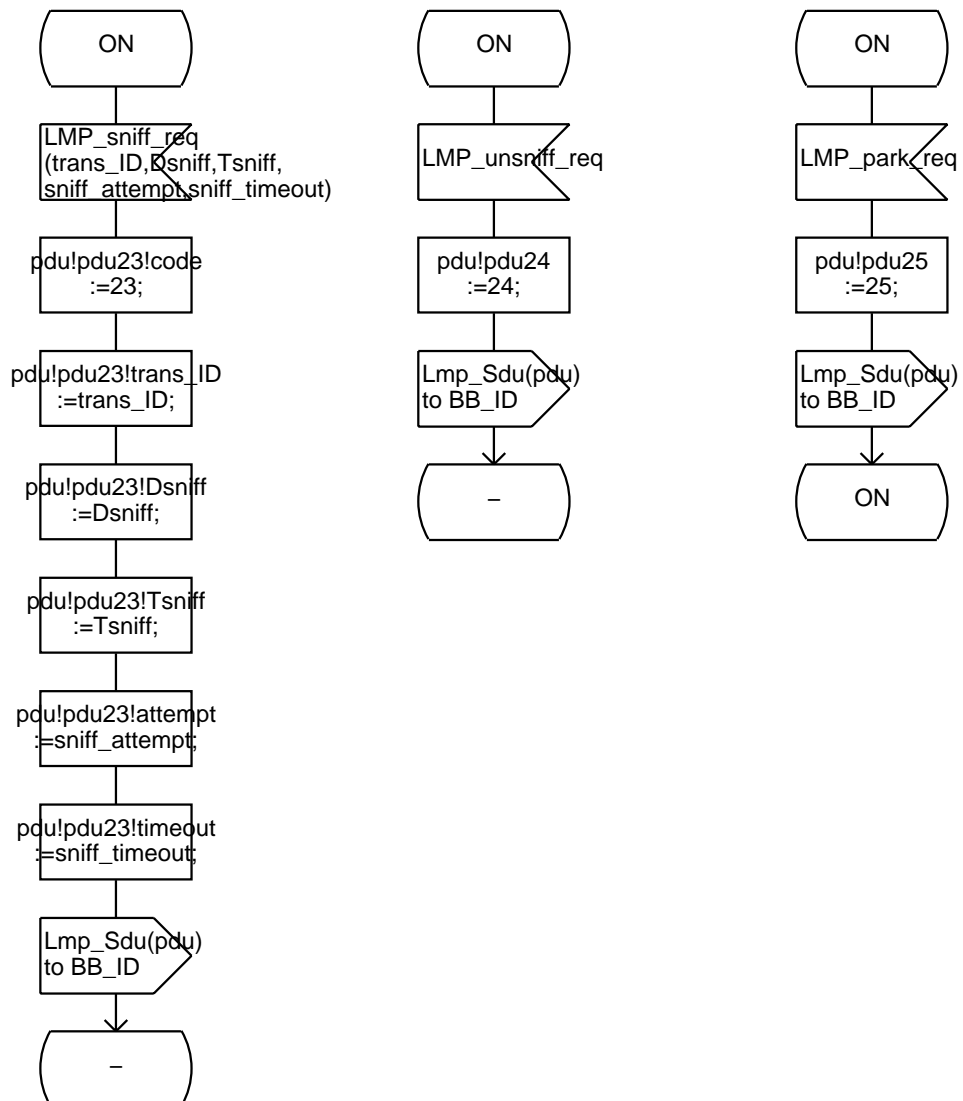 ON
LMP_sniff_req
(trans_ID,Dsniff,Tsniff,
sniff_attempt,sniff_timeout)
pdu!pdu23!code
:=23;
pdu!pdu23!trans_ID
:=trans_ID;
pdu!pdu23!Dsniff
:=Dsniff;
pdu!pdu23!Tsniff
:=Tsniff;
pdu!pdu23!attempt
:=sniff_attempt;
pdu!pdu23!timeout
:=sniff_timeout;
Lmp_Sdu(pdu)
to BB_ID
–
ON
LMP_unsniff_req
pdu!pdu24
:=24;
Lmp_Sdu(pdu)
to BB_ID
–
ON
LMP_park_req
pdu!pdu25
:=25;
Lmp_Sdu(pdu)
to BB_ID
ON